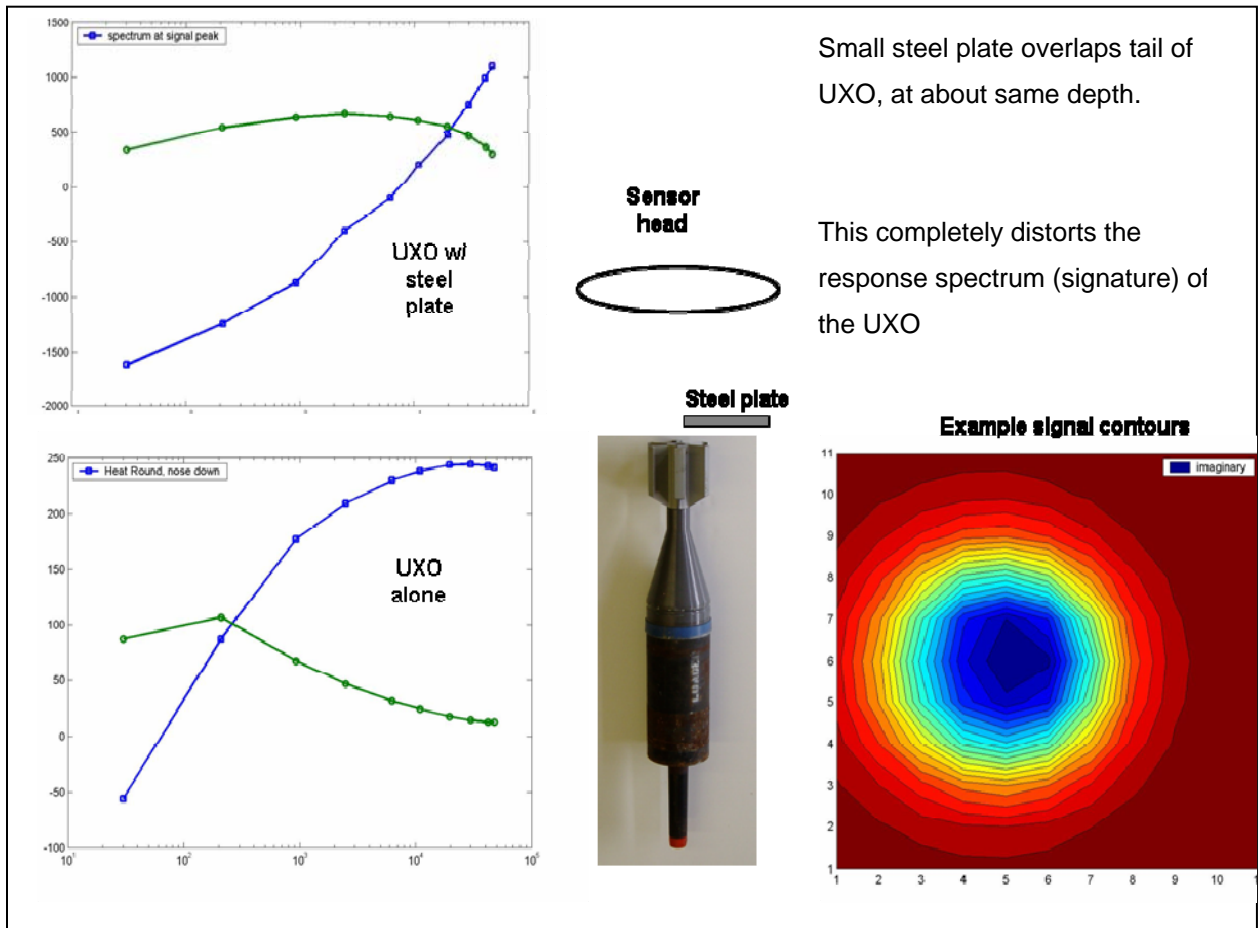 spectrum at signal peak
1500
1000
500
0
-500
-1000
-1500
-2000
UXO w/
steel
plate
Small steel plate overlaps tail of
UXO, at about same depth.
Sensor
head
This completely distorts the
response spectrum (signature) of
the UXO
Steel plate
Heat Round, nose down
250
200
150
100
50
0
-50
-100
10¹ 10² 10³ 10⁴ 10⁵
UXO
alone
Example signal contours
imaginary
11
10
9
8
7
6
5
4
3
2
1
1 2 3 4 5 6 7 8 9 10 1